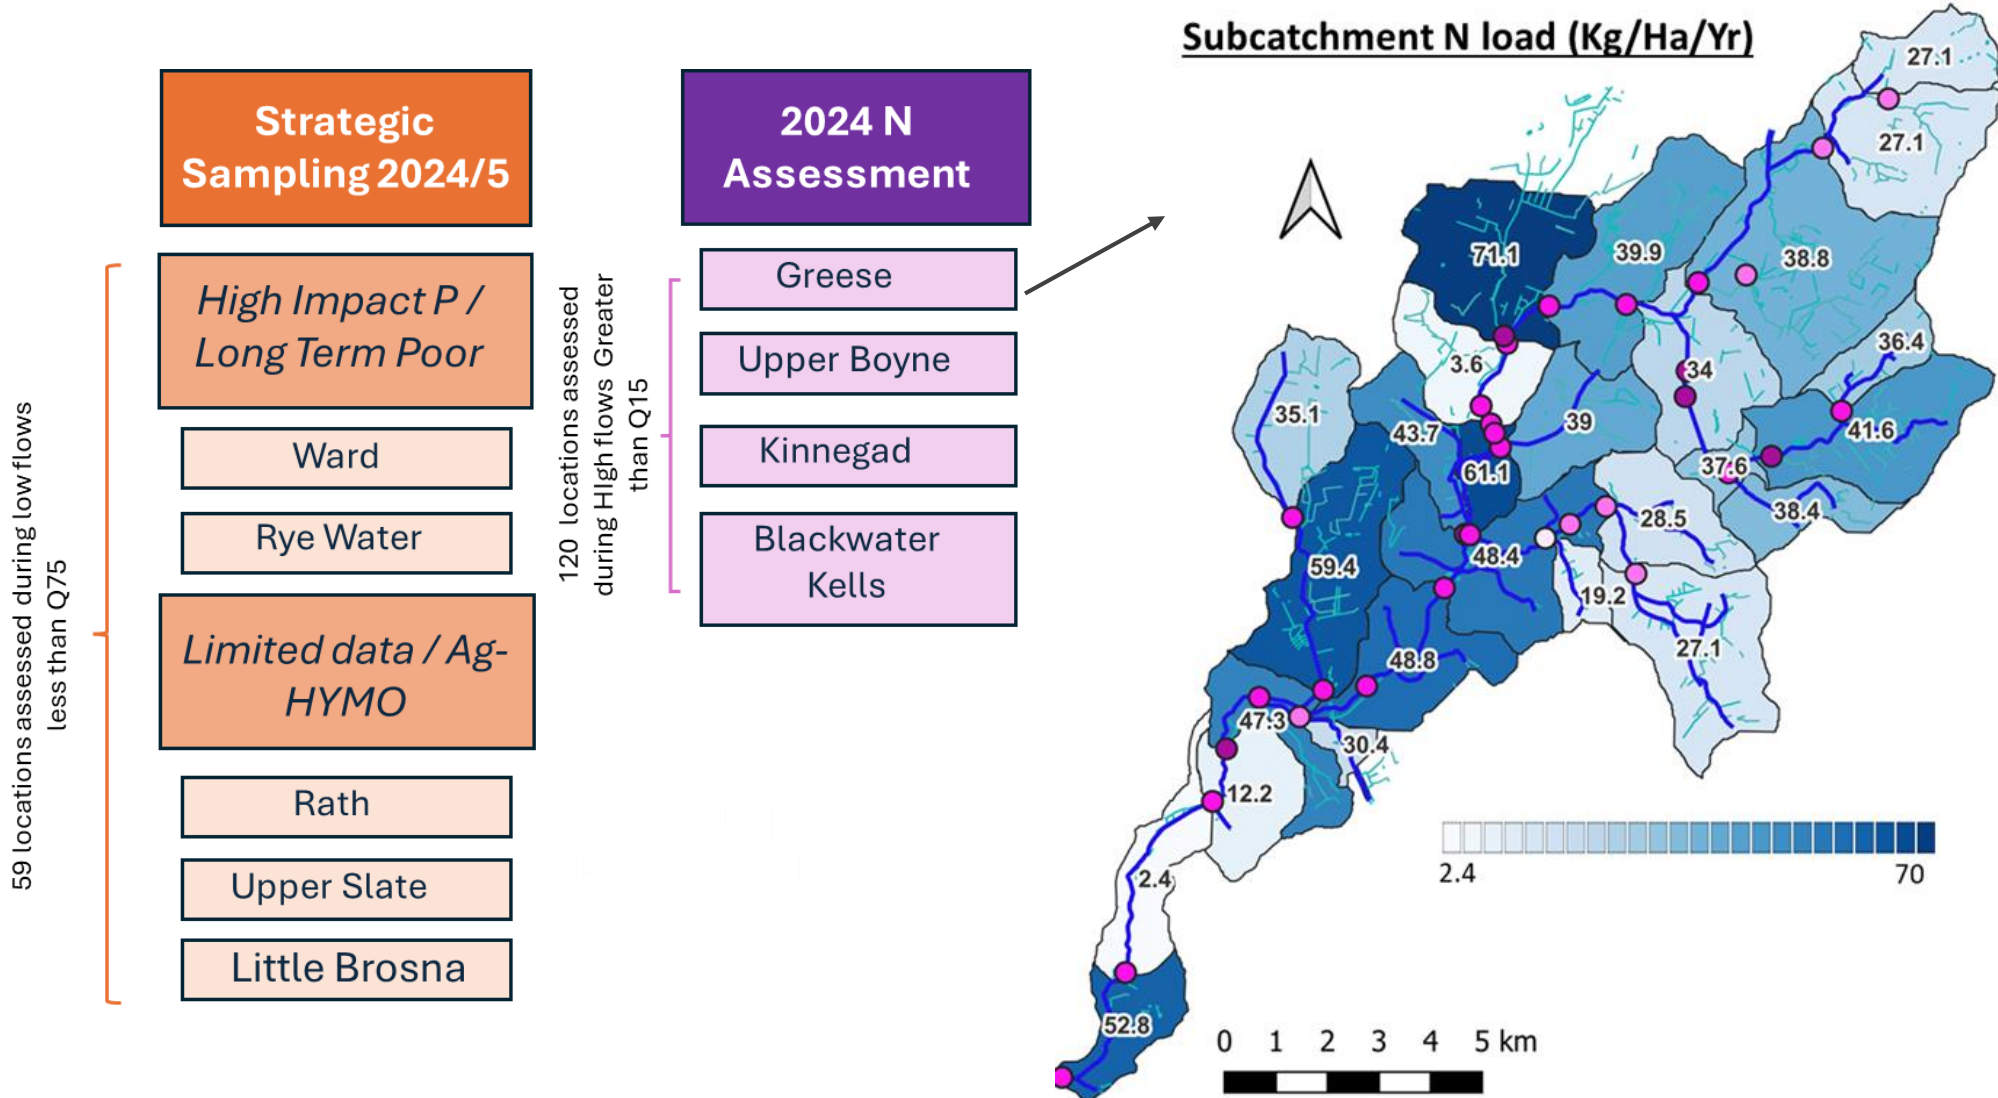 Strategic
Sampling 2024/5
59 locations assessed during low flows
less than Q75
High Impact P /
Long Term Poor
Ward
Rye Water
Limited data / Ag-
HYMO
Rath
Upper Slate
Little Brosna
2024 N
Assessment
120 locations assessed
during HIgh flows Greater
than Q15
Greese
Upper Boyne
Kinnegad
Blackwater
Kells
Subcatchment N load (Kg/Ha/Yr)
27.1
27.1
71.1
39.9
38.8
36.4
3.6
34
35.1
43.7
39
41.6
61.1
37.6
38.4
28.5
48.4
59.4
19.2
27.1
48.8
47.3
30.4
12.2
2.4
52.8
2.4
70
0 1 2 3 4 5 km